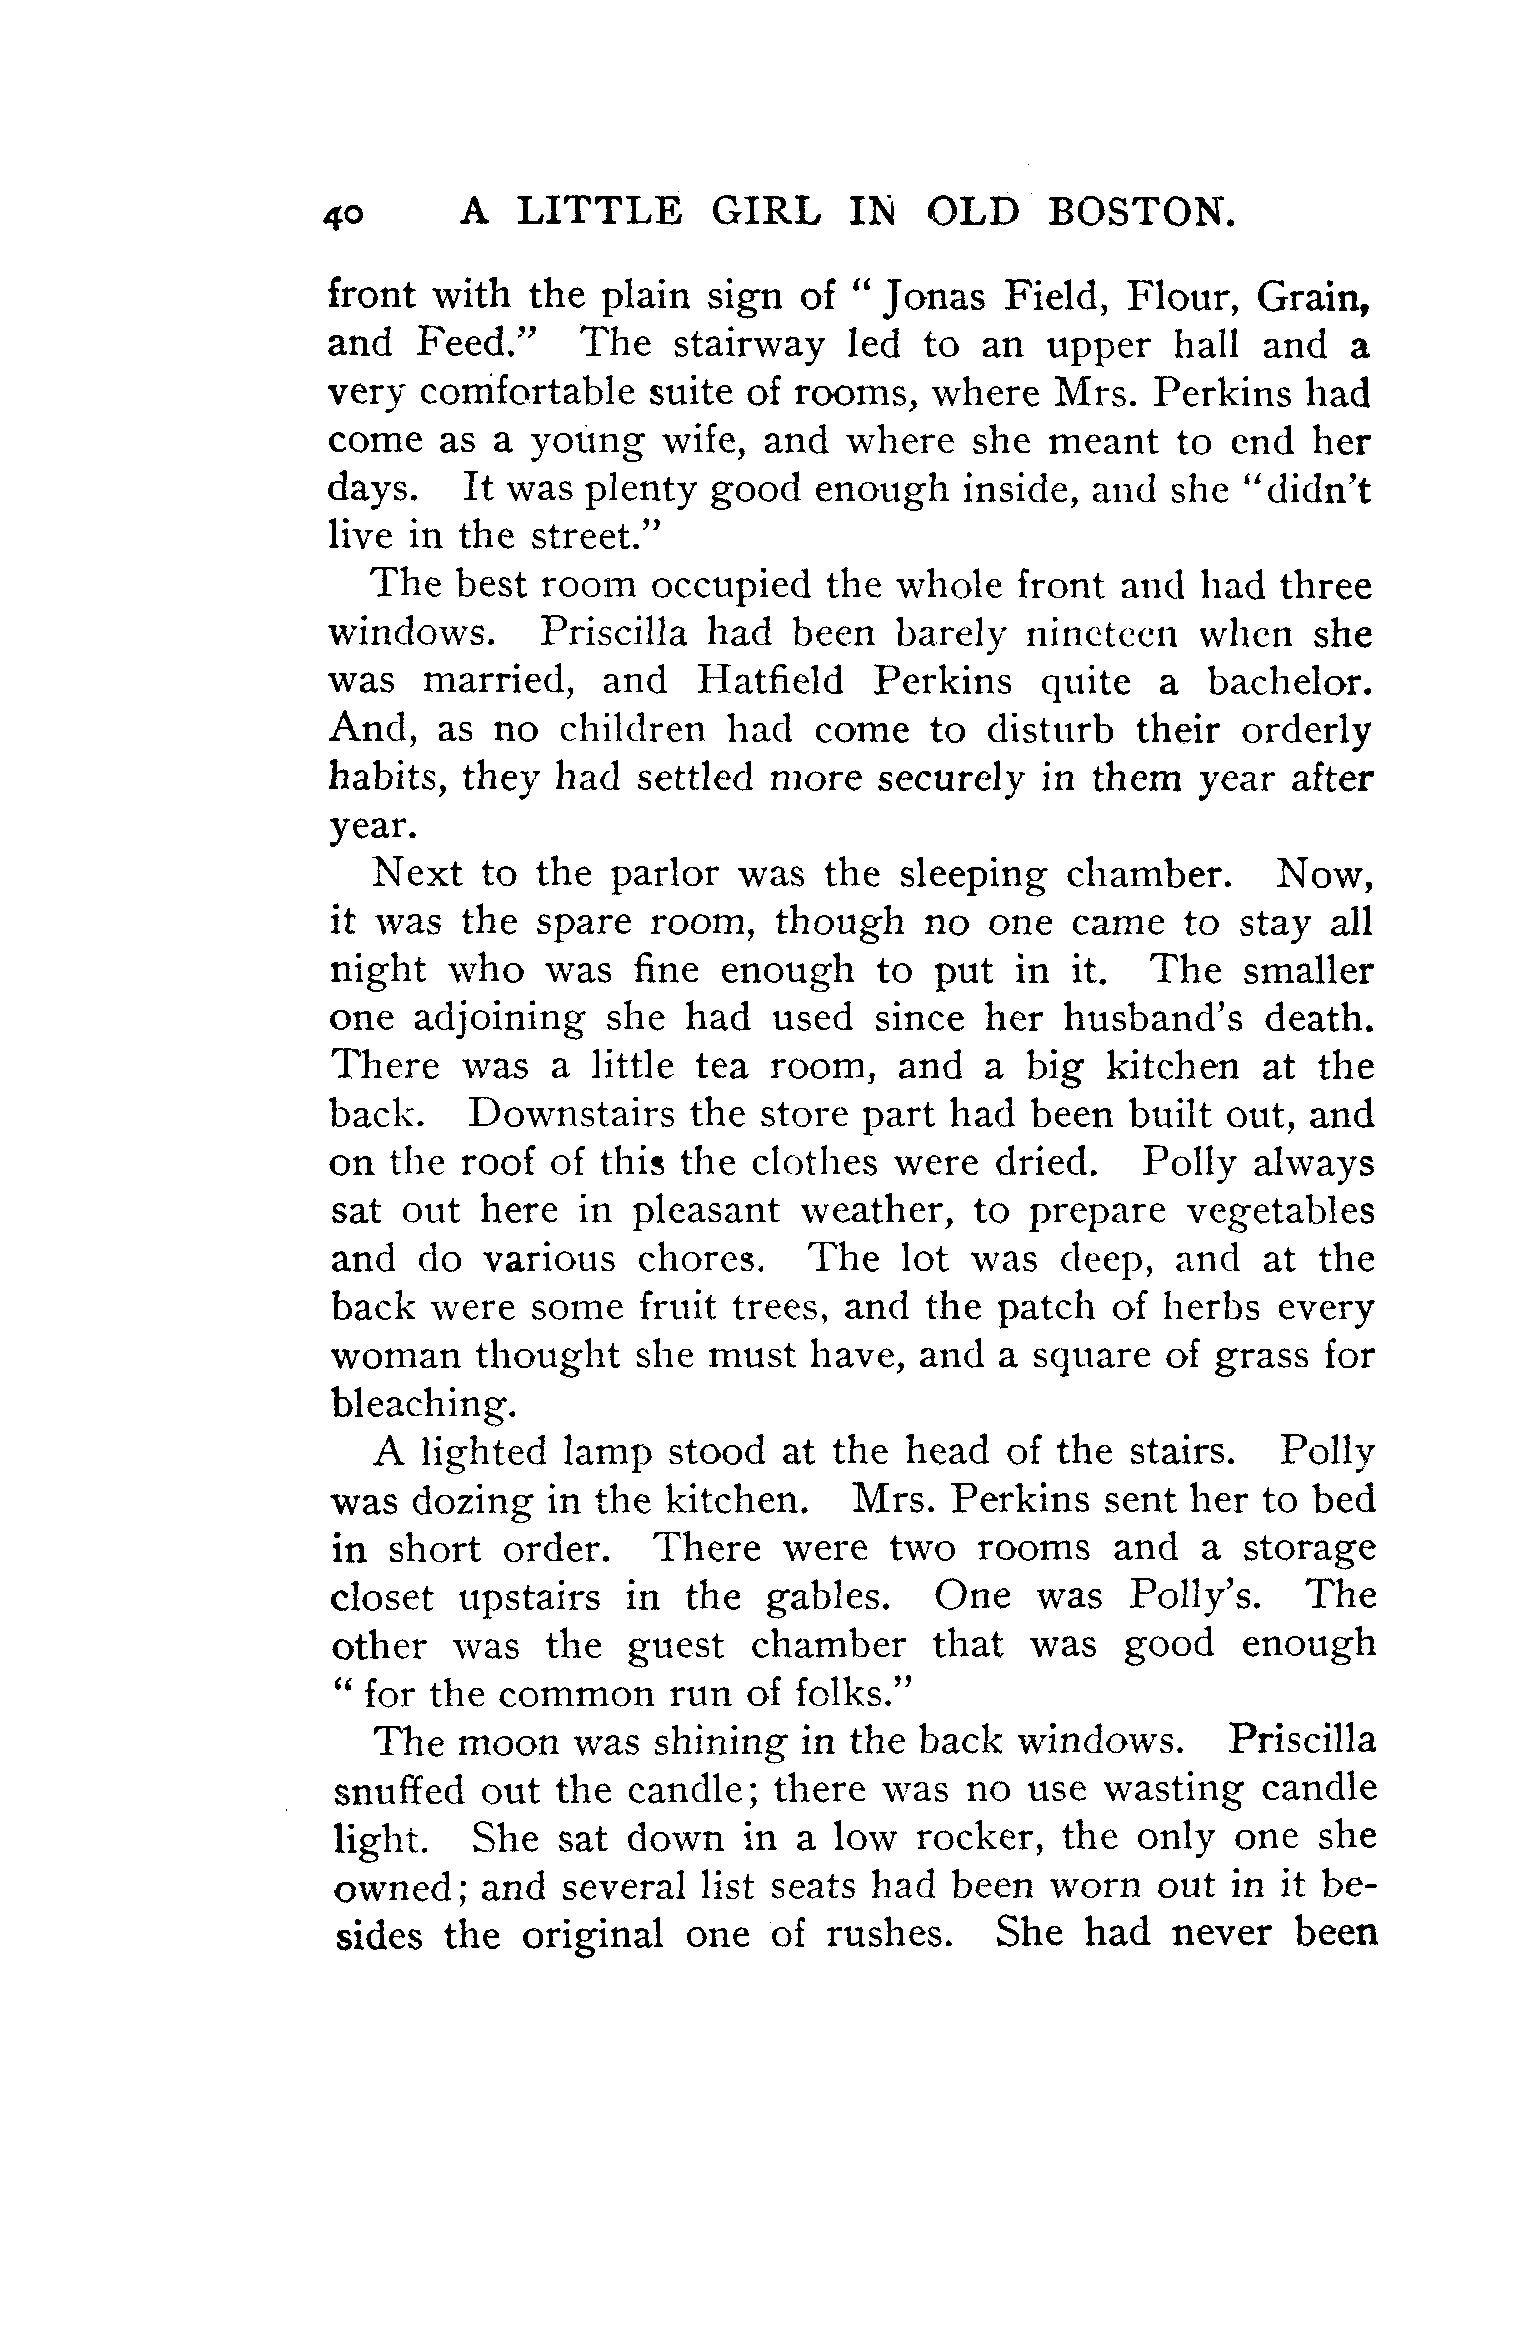 40 A LITTLE GIRL IN OLD BOSTON.
front with the plain sign of “ Jonas Field, Flour, Grain,
and Feed.” The stairway led to an upper hall and a
very comfortable suite of rooms, where Mrs. Perkins had
come as a young wife, and where she meant to end her
days. It was plenty good enough inside, and she “didn’t
live in the street.”
The best room occupied the whole front and had three
windows. Priscilla had been barely nineteen when she
was married, and Hatfield Perkins quite a bachelor.
And, as no children had come to disturb their orderly
habits, they had settled more securely in them year after
year.
Next to the parlor was the sleeping chamber. Now,
it was the spare room, though no one came to stay all
night who was fine enough to put in it. The smaller
one adjoining she had used since her husband’s death.
There was a little tea room, and a big kitchen at the
back. Downstairs the store part had been built out, and
on the roof of this the clothes were dried. Polly always
sat out here in pleasant weather, to prepare vegetables
and do various chores. The lot was deep, and at the
back were some fruit trees, and the patch of herbs every
woman thought she must have, and a square of grass for
bleaching.
A lighted lamp stood at the head of the stairs. Polly
was dozing in the kitchen. Mrs. Perkins sent her to bed
in short order. There were two rooms and a storage
closet upstairs in the gables. One was Polly’s. The
other was the guest chamber that was good enough
“ for the common run of folks.”
The moon was shining in the back windows. Priscilla
snuffed out the candle; there was no use wasting candle
light. She sat down in a low rocker, the only one she
owned; and several list seats had been worn out in it be-
sides the original one of rushes. She had never been